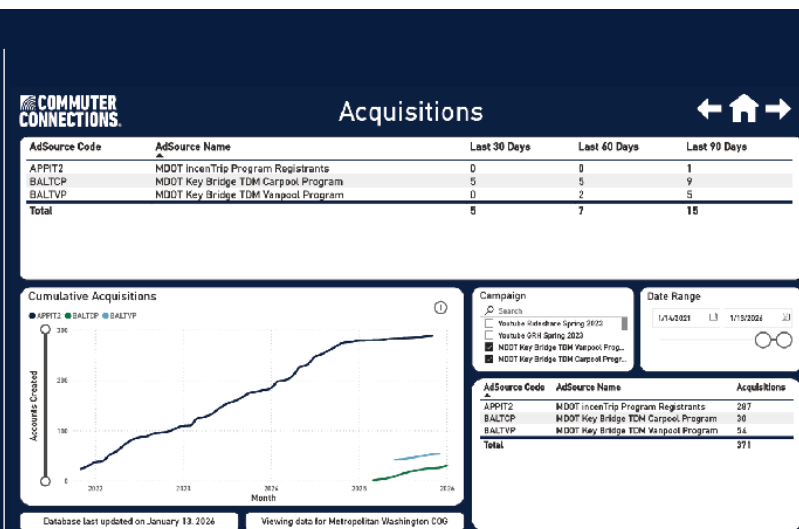 COMMUTER
CONNECTIONS.
Acquisitions
AdSource Code AdSource Name Last 30 Days Last 60 Days Last 90 Days
APPIT2 MDOT incenTrip Program Registrants 0 0 1
BALTCP MDOT Key Bridge TDM Carpool Program 5 5 9
BALTVP MDOT Key Bridge TDM Vanpool Program 0 2 5
Total 5 7 15
Cumulative Acquisitions
APPIT2 BALTCP BALTVP
Accounts Created
300
200
100
0
2022 2023 2024 2025 2026
Month
Campaign
Search
Youtube Rideshare Spring 2023
Youtube GRH Spring 2023
MDOT Key Bridge TDM Vanpool Prog...
MDOT Key Bridge TDM Carpool Progr...
Date Range
1/14/2021 1/13/2026
AdSource Code AdSource Name Acquisitions
APPIT2 MDOT incenTrip Program Registrants 287
BALTCP MDOT Key Bridge TDM Carpool Program 30
BALTVP MDOT Key Bridge TDM Vanpool Program 54
Total 371
Database last updated on January 13, 2026
Viewing data for Metropolitan Washington COG